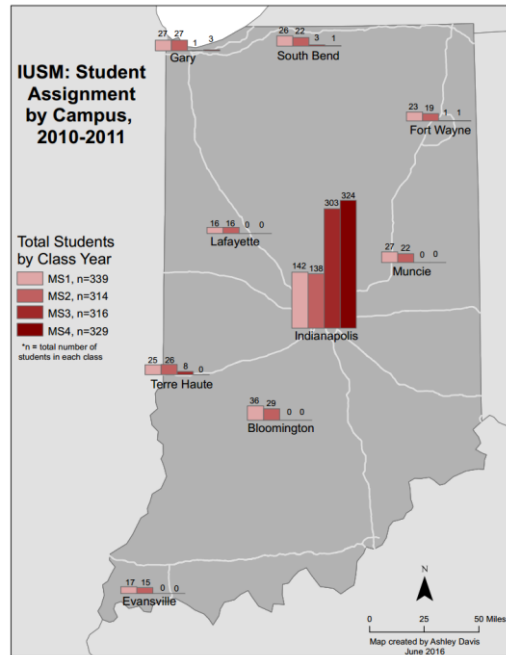 27 27 1 3
Gary
26 22 3 1
South Bend
IUSM: Student
Assignment
by Campus,
2010-2011
23 19 1 1
Fort Wayne
16 16 0 0
Lafayette
142 138 303 324
Indianapolis
27 22 0 0
Muncie
Total Students
by Class Year
MS1, n=339
MS2, n=314
MS3, n=316
MS4, n=329
*n = total number of
students in each class
25 26 8 0
Terre Haute
36 29 0 0
Bloomington
17 15 0 0
Evansville
N
0 25 50 Miles
Map created by Ashley Davis
June 2016